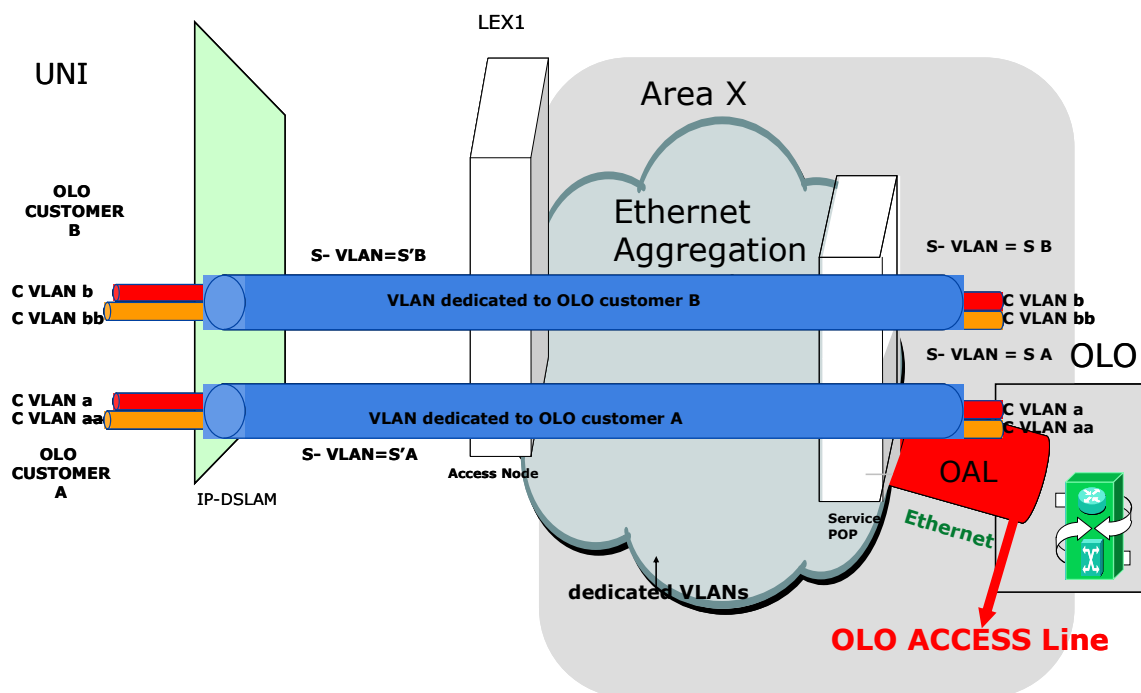 LEX1
UNI
Area X
OLO
CUSTOMER
B
Ethernet
Aggregation
S- VLAN=S’B
S- VLAN = S B
C VLAN b
C VLAN bb
VLAN dedicated to OLO customer B
C VLAN b
C VLAN bb
S- VLAN = S A
OLO
C VLAN a
C VLAN aa
VLAN dedicated to OLO customer A
C VLAN a
C VLAN aa
OLO
CUSTOMER
A
S- VLAN=S’A
Access Node
IP-DSLAM
OAL
Service
POP
Ethernet
dedicated VLANs
OLO ACCESS Line